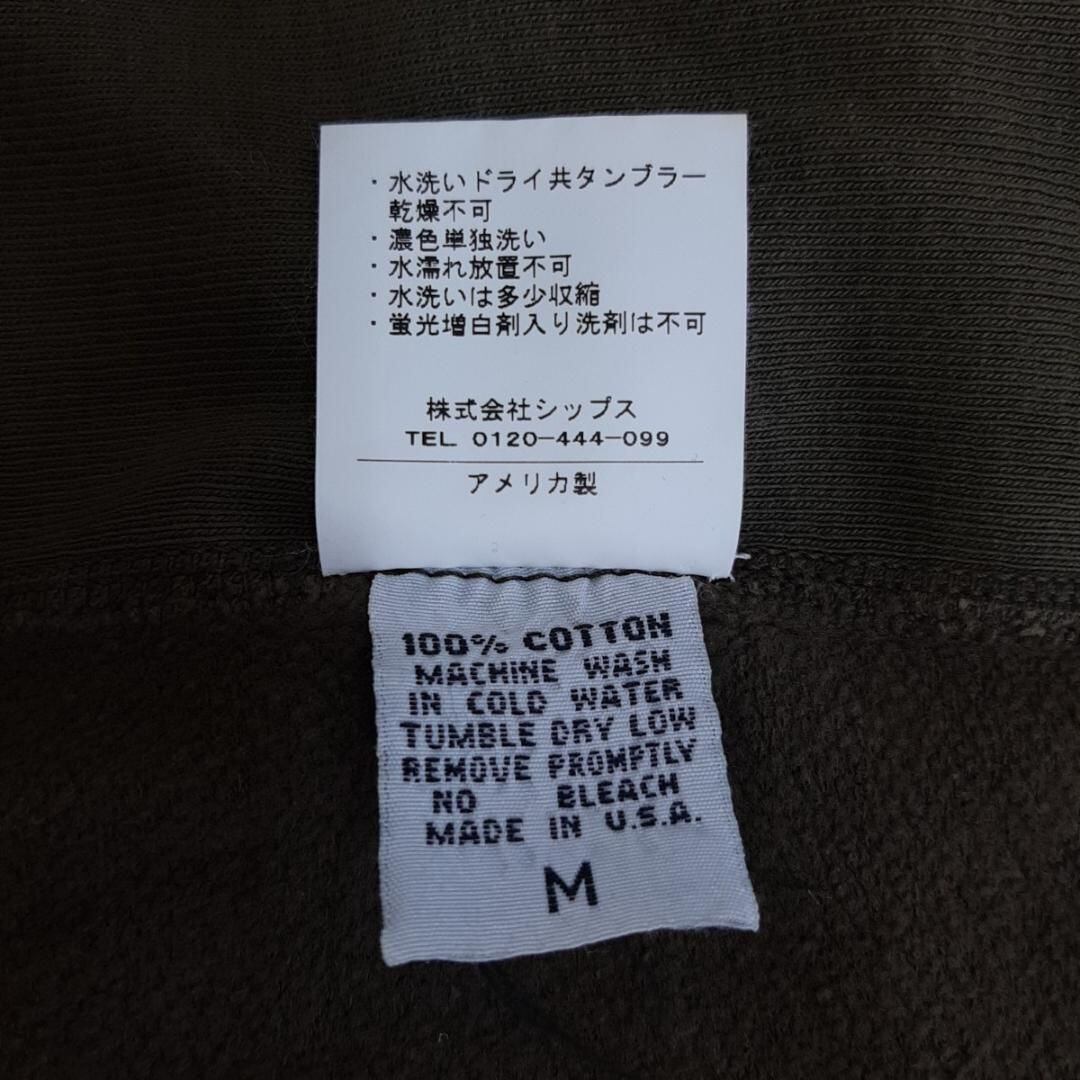 ・水洗いドライ共タンブラー
乾燥不可
・濃色単独洗い
・水濡れ放置不可
・水洗いは多少収縮
・蛍光増白剤入り洗剤は不可
株式会社シップス
TEL 0120-444-099
アメリカ製
100% COTTON
MACHINE WASH
IN COLD WATER
TUMBLE DRY LOW
REMOVE PROMPTLY
NO BLEACH
MADE IN U.S.A.
M